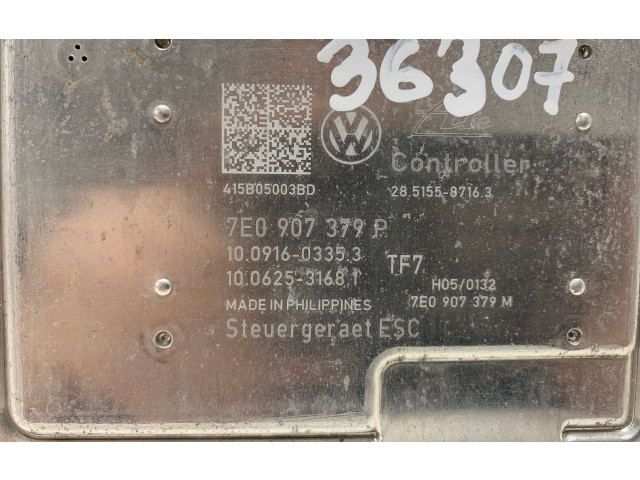 36307
VW
Controller
415B05003BD
28.5155-8716.3
7E0 907 379 P
10.0916-0335.3
10.0625-3168.1
TF7
H05/0132
MADE IN PHILIPPINES
7E0 907 379 M
Steuergeraet ESC